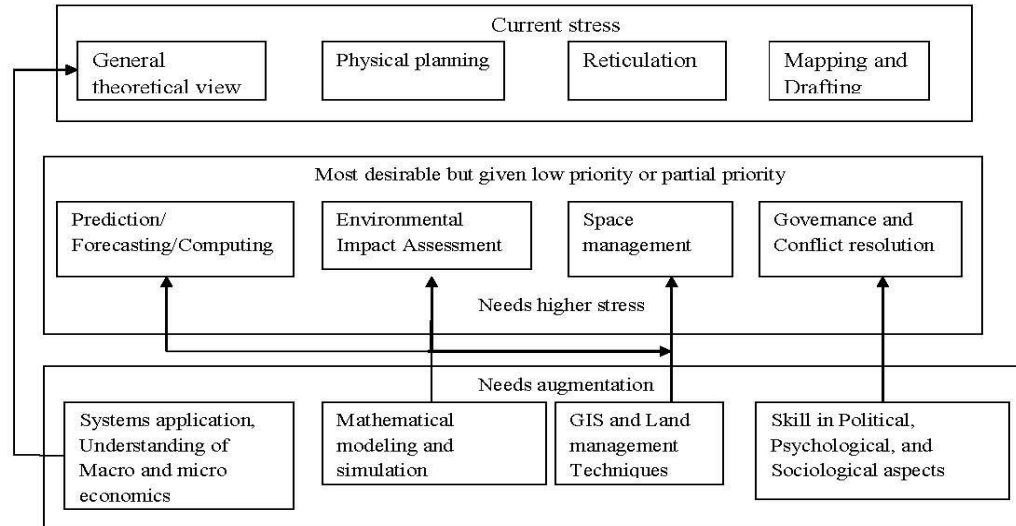 Current stress
General
theoretical view
Physical planning
Reticulation
Mapping and
Drafting
Most desirable but given low priority or partial priority
Prediction/
Forecasting/Computing
Environmental
Impact Assessment
Space
management
Governance and
Conflict resolution
Needs higher stress
Needs augmentation
Systems application,
Understanding of
Macro and micro
economics
Mathematical
modeling and
simulation
GIS and Land
management
Techniques
Skill in Political,
Psychological, and
Sociological aspects